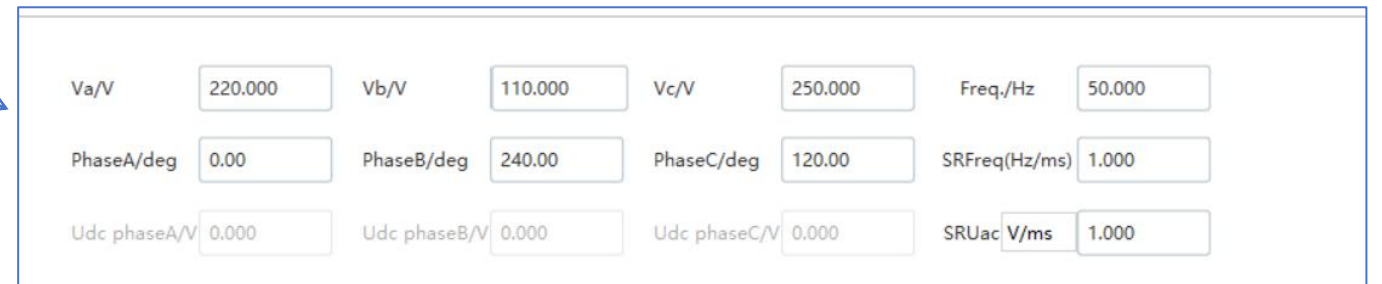 Va/V 220.000 Vb/V 110.000 Vc/V 250.000 Freq./Hz 50.000
PhaseA/deg 0.00 PhaseB/deg 240.00 PhaseC/deg 120.00 SRFreq(Hz/ms) 1.000
Udc phaseA/V 0.000 Udc phaseB/V 0.000 Udc phaseC/V 0.000 SRUac V/ms 1.000